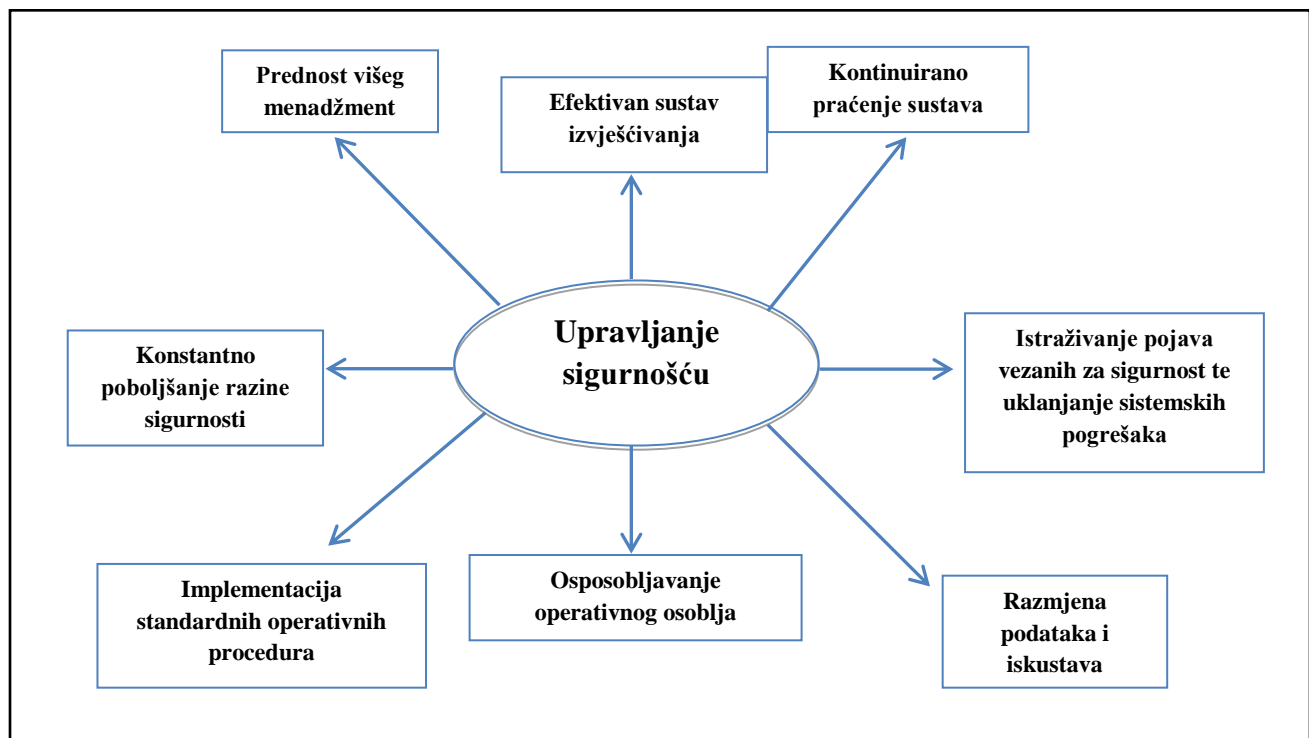 Prednost višeg
menadžment
Efektivan sustav
izvješćivanja
Kontinuirano
praćenje sustava
Upravljanje
sigurnošću
Konstantno
poboljšanje razine
sigurnosti
Istraživanje pojava
vezanih za sigurnost te
uklanjanje sistemskih
pogrešaka
Implementacija
standardnih operativnih
procedura
Osposobljavanje
operativnog osoblja
Razmjena
podataka i
iskustava